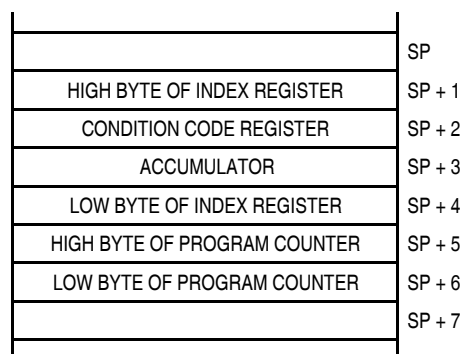 SP
HIGH BYTE OF INDEX REGISTER SP + 1
CONDITION CODE REGISTER SP + 2
ACCUMULATOR SP + 3
LOW BYTE OF INDEX REGISTER SP + 4
HIGH BYTE OF PROGRAM COUNTER SP + 5
LOW BYTE OF PROGRAM COUNTER SP + 6
SP + 7